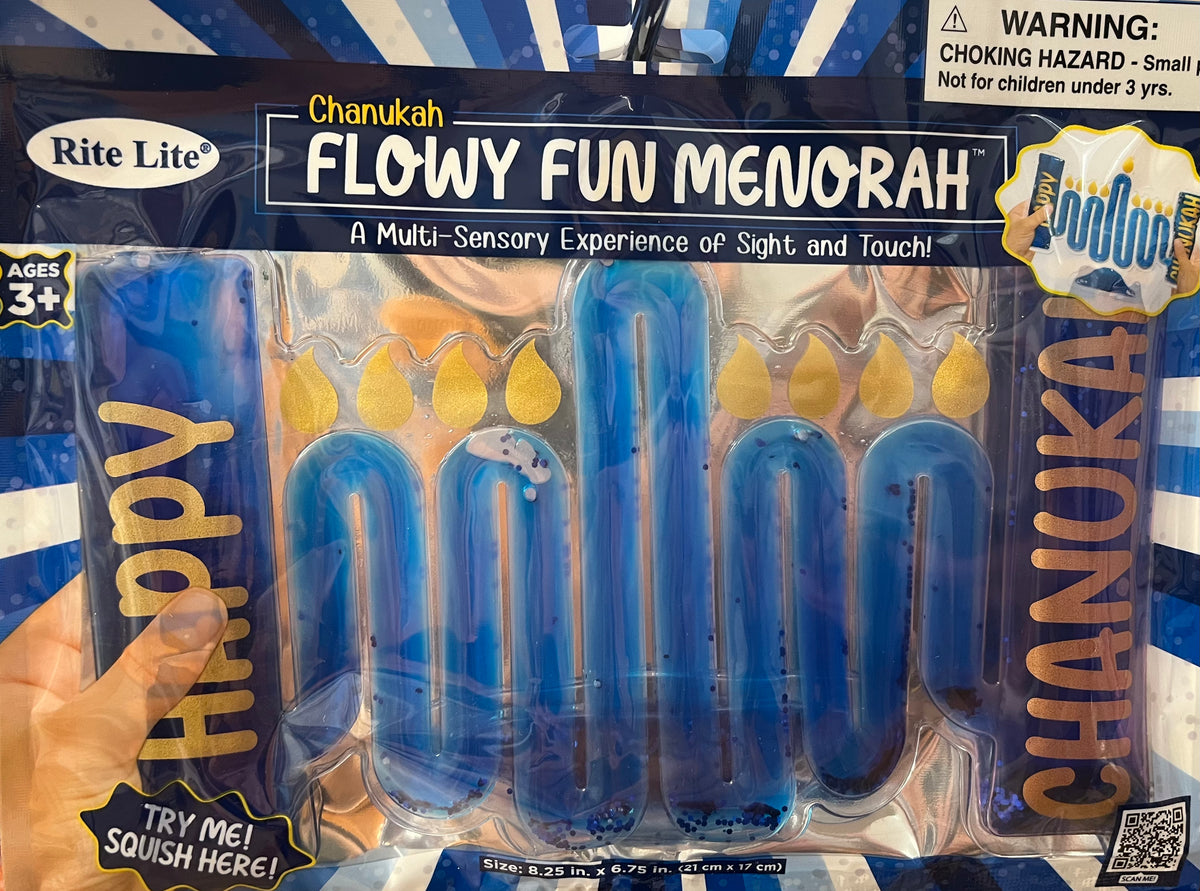 WARNING:
CHOKING HAZARD - Small
Not for children under 3 yrs.
Rite Lite®
Chanukah
FLOWY FUN MENORAH™
A Multi-Sensory Experience of Sight and Touch!
AGES
3+
HAPPY
CHANUKAH
TRY ME!
SQUISH HERE!
Size: 8.25 in. x 6.75 in. (21 cm x 17 cm)
SCAN ME!